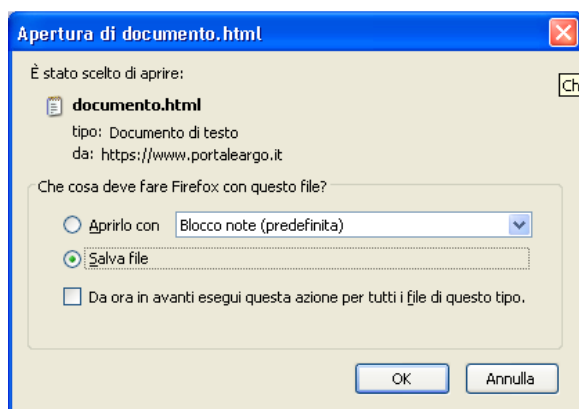 Apertura di documento.html
È stato scelto di aprire:
Ch
documento.html
tipo: Documento di testo
da: https://www.portaleargo.it
Che cosa deve fare Firefox con questo file?
Aprirlo con Blocco note (predefinita)
Salva file
Da ora in avanti esegui questa azione per tutti i file di questo tipo.
OK Annulla